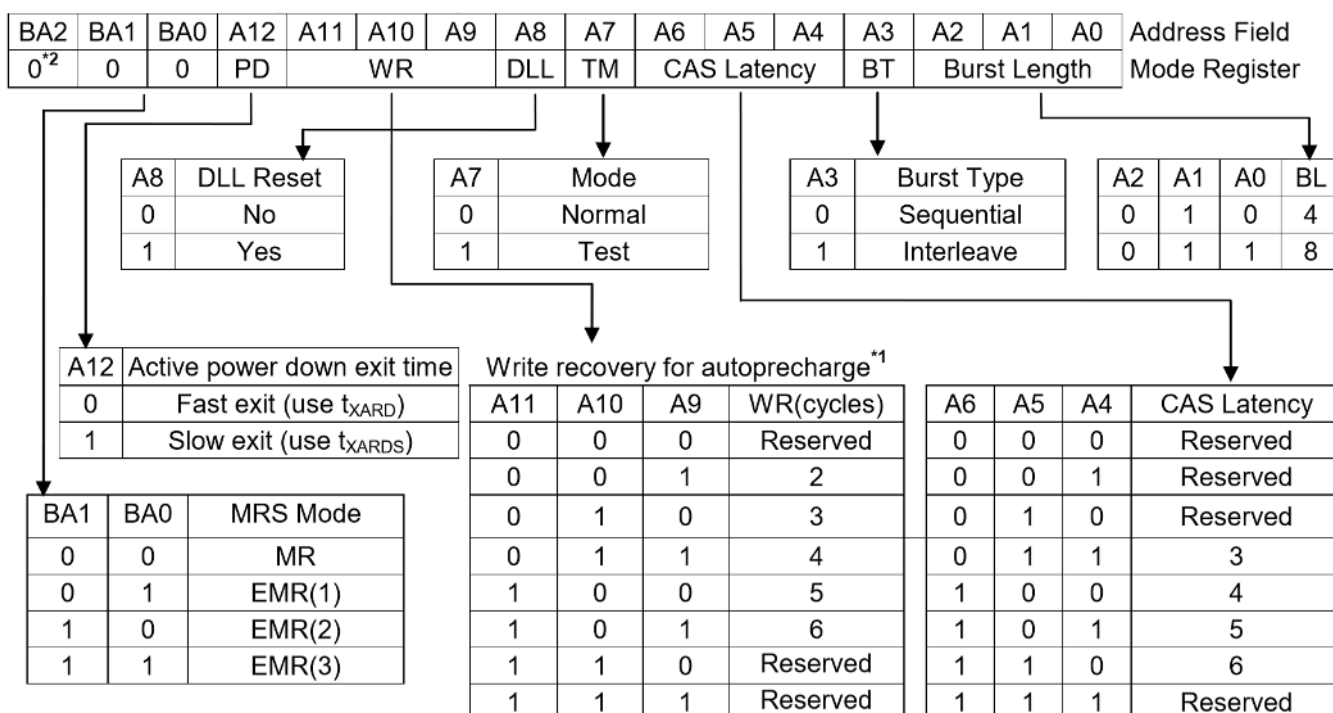 BA2 BA1 BA0 A12 A11 A10 A9 A8 A7 A6 A5 A4 A3 A2 A1 A0 Address Field
0*2 0 0 PD WR DLL TM CAS Latency BT Burst Length Mode Register
A8 DLL Reset
0 No
1 Yes
A7 Mode
0 Normal
1 Test
A3 Burst Type
0 Sequential
1 Interleave
A2 A1 A0 BL
0 1 0 4
0 1 1 8
A12 Active power down exit time
0 Fast exit (use tXARD)
1 Slow exit (use tXARDS)
BA1 BA0 MRS Mode
0 0 MR
0 1 EMR(1)
1 0 EMR(2)
1 1 EMR(3)
Write recovery for autoprecharge*1
A11 A10 A9 WR(cycles)
0 0 0 Reserved
0 0 1 2
0 1 0 3
0 1 1 4
1 0 0 5
1 0 1 6
1 1 0 Reserved
1 1 1 Reserved
A6 A5 A4 CAS Latency
0 0 0 Reserved
0 0 1 Reserved
0 1 0 Reserved
0 1 1 3
1 0 0 4
1 0 1 5
1 1 0 6
1 1 1 Reserved